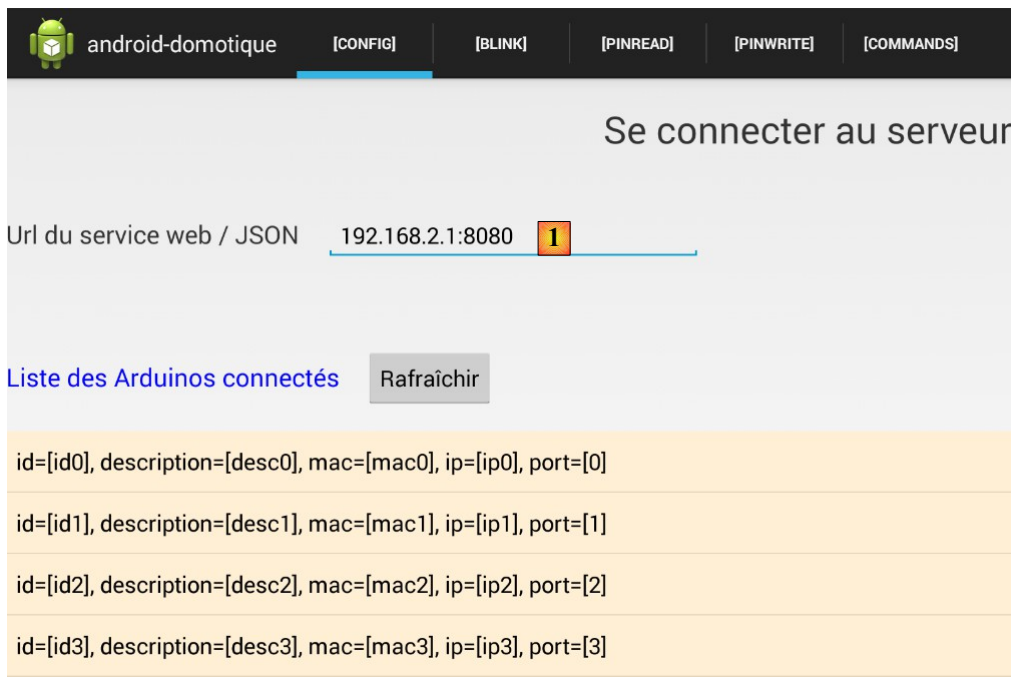 android-domotique [CONFIG] [BLINK] [PINREAD] [PINWRITE] [COMMANDS]
Se connecter au serveur
Url du service web / JSON 192.168.2.1:8080 1
Liste des Arduinos connectés Rafraîchir
id=[id0], description=[desc0], mac=[mac0], ip=[ip0], port=[0]
id=[id1], description=[desc1], mac=[mac1], ip=[ip1], port=[1]
id=[id2], description=[desc2], mac=[mac2], ip=[ip2], port=[2]
id=[id3], description=[desc3], mac=[mac3], ip=[ip3], port=[3]